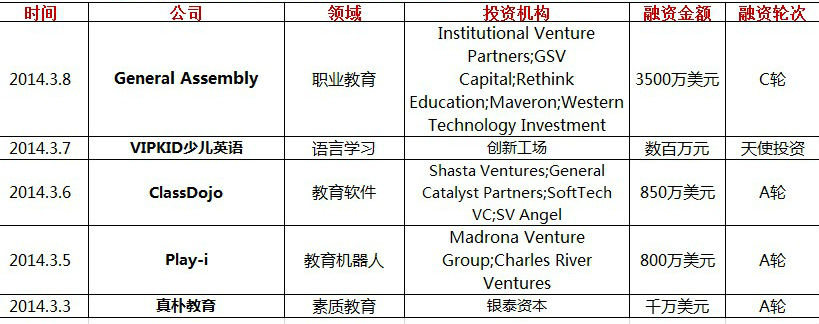 时间 公司 领域 投资机构 融资金额 融资轮次
2014.3.8 General Assembly 职业教育 Institutional Venture
Partners;GSV
Capital;Rethink
Education;Maveron;Western
Technology Investment 3500万美元 C轮
2014.3.7 VIPKID少儿英语 语言学习 创新工场 数百万元 天使投资
2014.3.6 ClassDojo 教育软件 Shasta Ventures;General
Catalyst Partners;SoftTech
VC;SV Angel 850万美元 A轮
2014.3.5 Play-i 教育机器人 Madrona Venture
Group;Charles River
Ventures 800万美元 A轮
2014.3.3 真朴教育 素质教育 银泰资本 千万美元 A轮